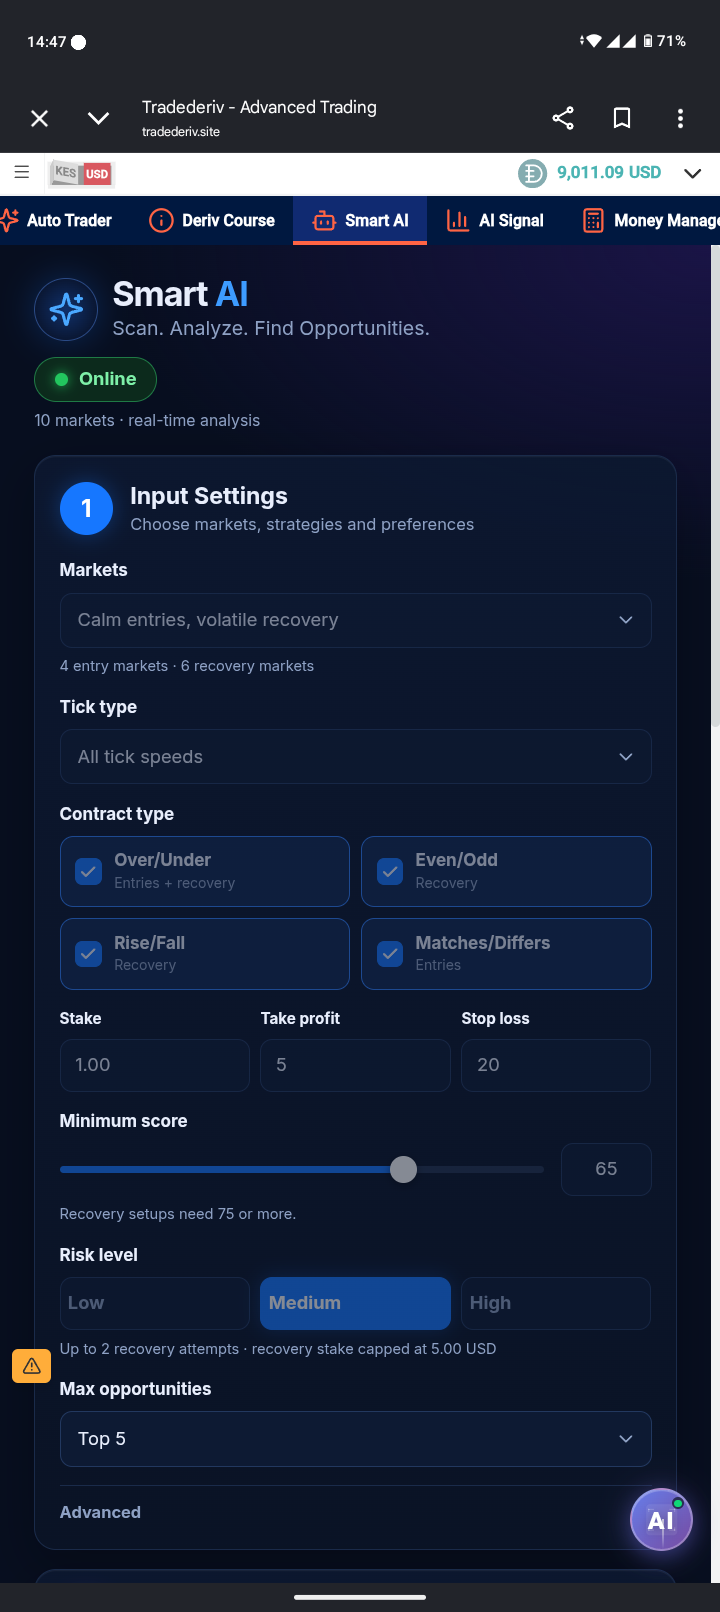 14:47
71%
Tradederiv - Advanced Trading
tradederiv.site
KES USD
9,011.09 USD
Auto Trader
Deriv Course
Smart AI
AI Signal
Money Manage
Smart AI
Scan. Analyze. Find Opportunities.
Online
10 markets · real-time analysis
1
Input Settings
Choose markets, strategies and preferences
Markets
Calm entries, volatile recovery
4 entry markets · 6 recovery markets
Tick type
All tick speeds
Contract type
Over/Under
Entries + recovery
Even/Odd
Recovery
Rise/Fall
Recovery
Matches/Differs
Entries
Stake
Take profit
Stop loss
1.00
5
20
Minimum score
65
Recovery setups need 75 or more.
Risk level
Low
Medium
High
Up to 2 recovery attempts · recovery stake capped at 5.00 USD
Max opportunities
Top 5
Advanced
AI